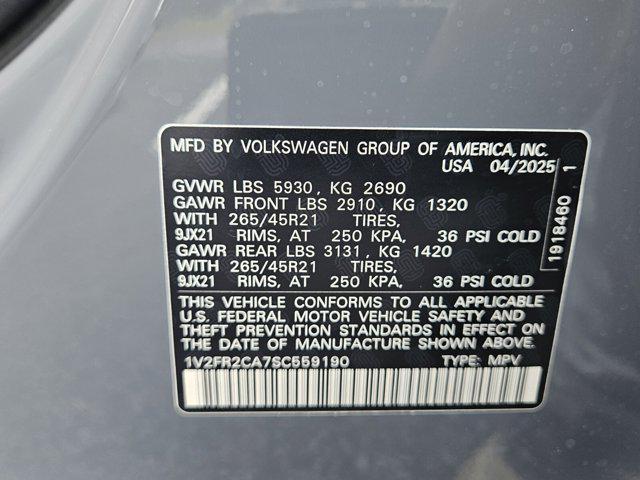 MFD BY VOLKSWAGEN GROUP OF AMERICA, INC.
USA 04/2025
GVWR LBS 5930 , KG 2690
GAWR FRONT LBS 2910 , KG 1320
WITH 265/45R21 TIRES,
9JX21 RIMS, AT 250 KPA, 36 PSI COLD
GAWR REAR LBS 3131 , KG 1420
WITH 265/45R21 TIRES,
9JX21 RIMS, AT 250 KPA, 36 PSI COLD
THIS VEHICLE CONFORMS TO ALL APPLICABLE
U.S. FEDERAL MOTOR VEHICLE SAFETY AND
THEFT PREVENTION STANDARDS IN EFFECT ON
THE DATE OF MANUFACTURE SHOWN ABOVE.
1V2FR2CA7SC559190 TYPE: MPV
1918460 1